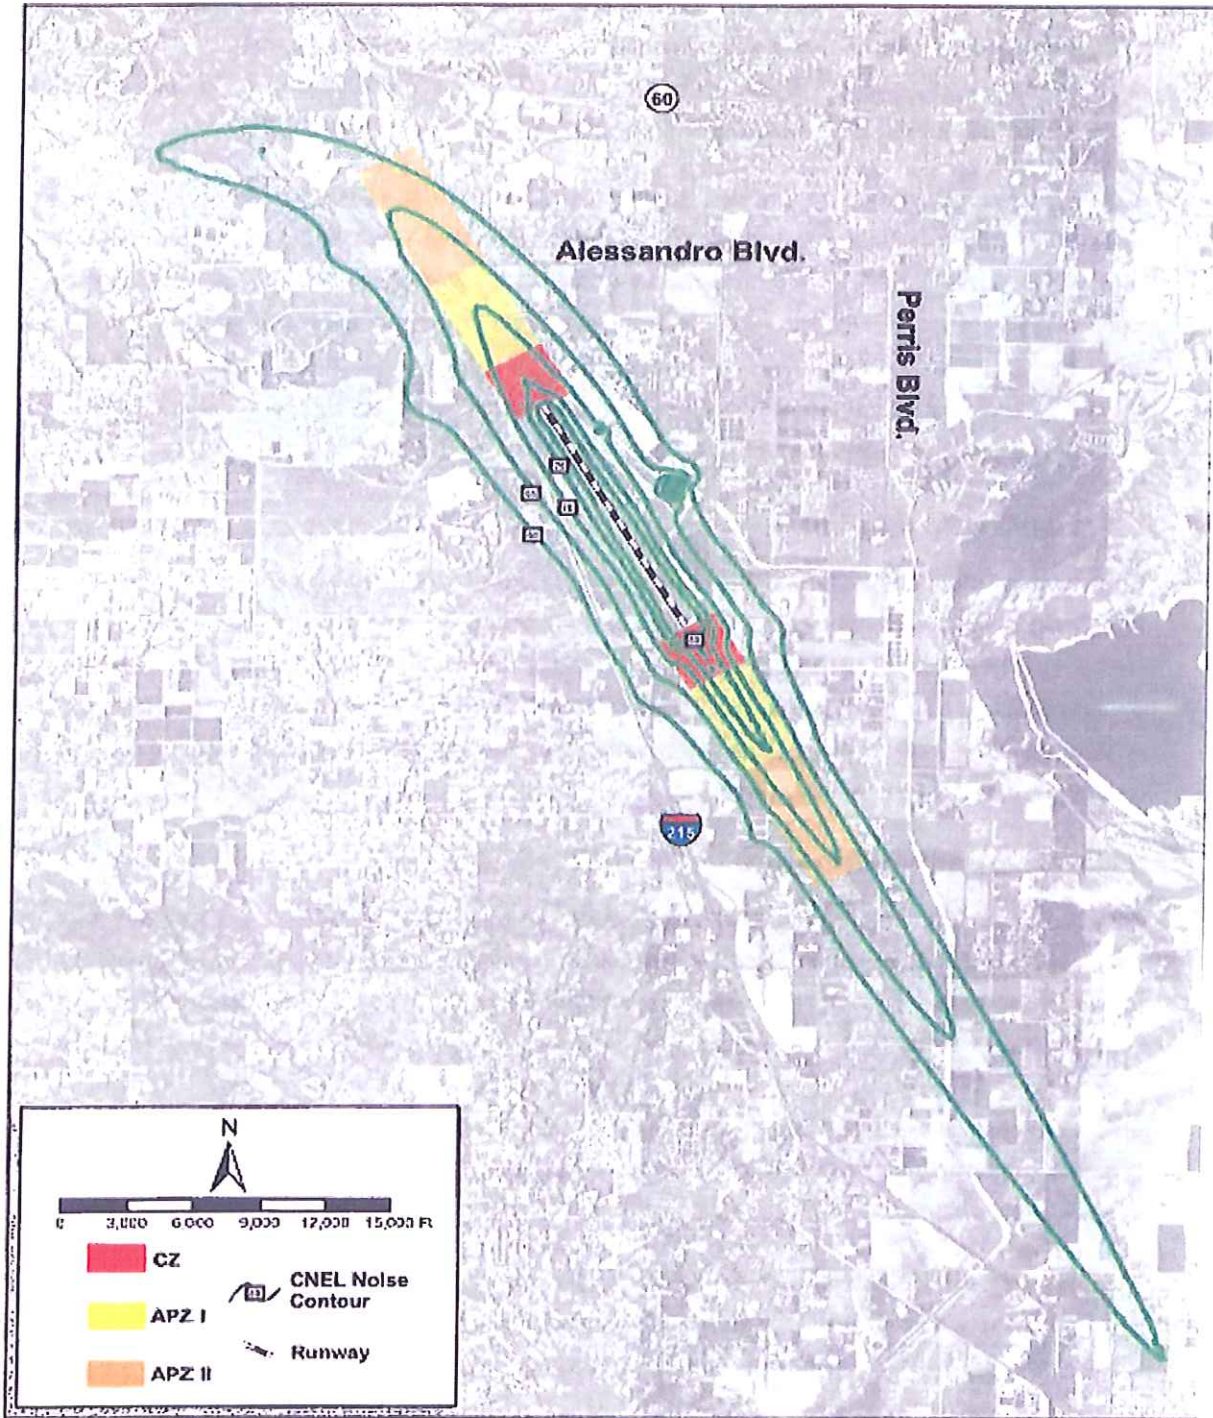 60
Alessandro Blvd.
Perris Blvd.
215
N
0 3,000 6,000 9,000 12,000 15,000 Ft
CZ
APZ I
APZ II
CNEL Noise
Contour
Runway